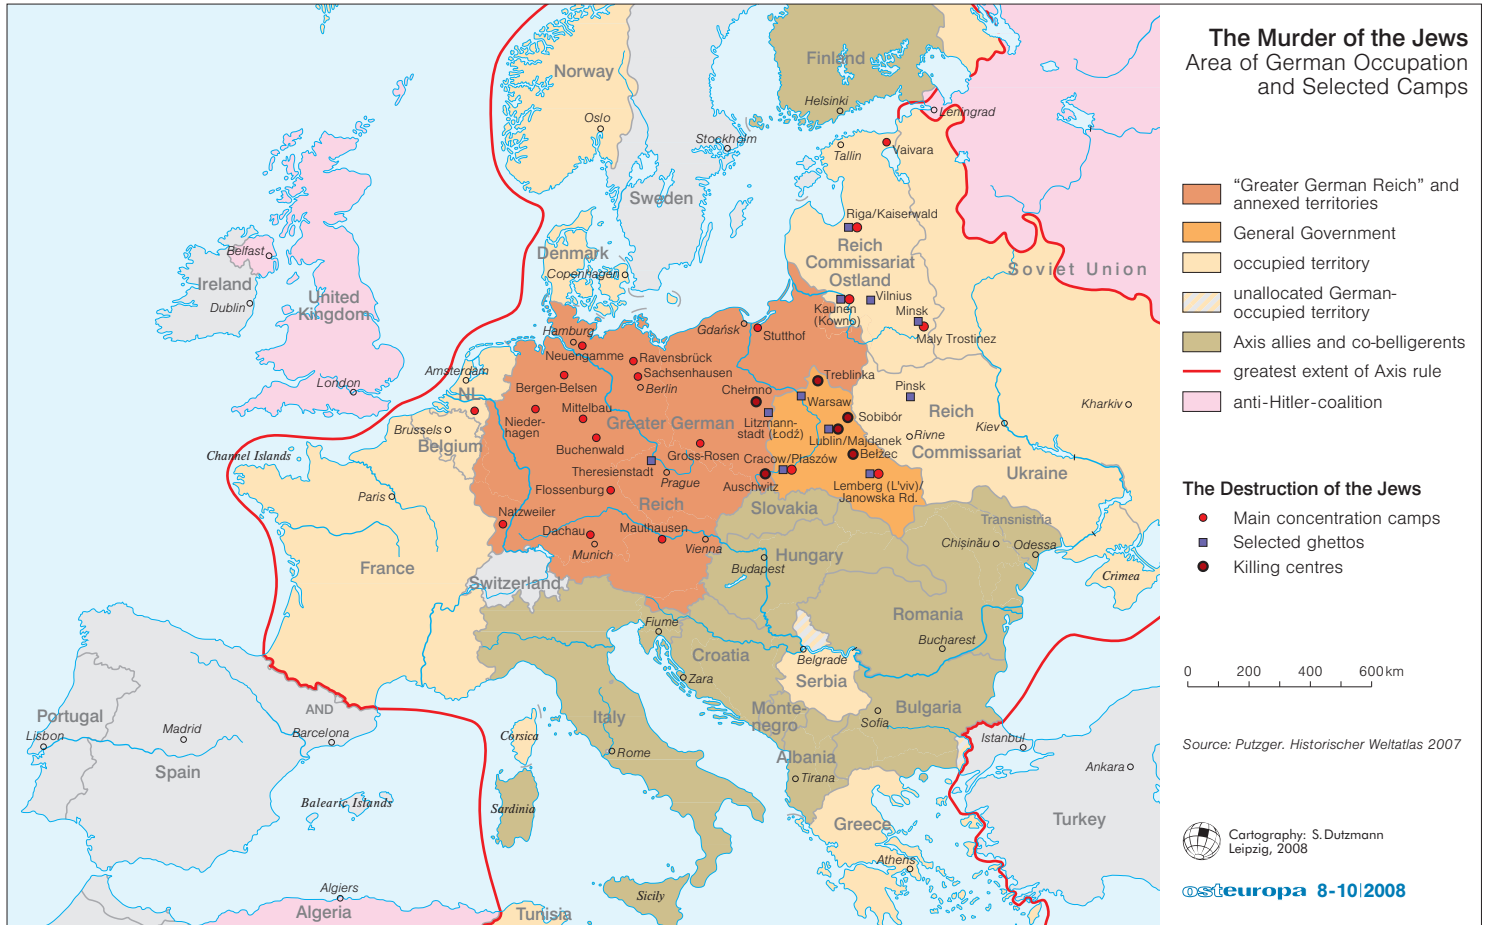 The Murder of the Jews
Area of German Occupation
and Selected Camps
“Greater German Reich” and
annexed territories
General Government
occupied territory
unallocated German-
occupied territory
Axis allies and co-belligerents
greatest extent of Axis rule
anti-Hitler-coalition
The Destruction of the Jews
Main concentration camps
Selected ghettos
Killing centres
0 200 400 600 km
Source: Putzger. Historischer Weltatlas 2007
Cartography: S. Dutzmann
Leipzig, 2008
osteuropa 8-10|2008
Norway
Oslo
Finland
Helsinki
Leningrad
Stockholm
Sweden
Tallin
Vaivara
Riga/Kaiserwald
Reich
Commissariat
Ostland
Soviet Union
Denmark
Copenhagen
Belfast
Ireland
Dublin
United
Kingdom
London
Kaunen
(Kowno)
Vilnius
Minsk
Maly Trostinez
Gdańsk
Stutthof
Hamburg
Neuengamme
Ravensbrück
Sachsenhausen
Berlin
Bergen-Belsen
Amsterdam
NL
Brussels
Belgium
Nieder-
hagen
Mittelbau
Buchenwald
Greater German
Reich
Chełmno
Litzmann-
stadt (Łodź)
Treblinka
Warsaw
Sobibór
Lublin/Majdanek
Bełżec
Pinsk
Reich
Commissariat
Ukraine
Rivne
Kiev
Kharkiv
Gross-Rosen
Theresienstadt
Prague
Cracow/Płaszów
Auschwitz
Lemberg (L'viv)/
Janowska Rd.
Flossenburg
Natzweiler
Dachau
Munich
Mauthausen
Vienna
Slovakia
Channel Islands
Paris
France
Switzerland
Hungary
Budapest
Transnistria
Chișinău
Odessa
Crimea
Romania
Bucharest
Fiume
Croatia
Zara
Belgrade
Serbia
Monte-
negro
Bulgaria
Sofia
Albania
Tirana
Italy
Rome
Corsica
Sardinia
Sicily
Greece
Athens
Istanbul
Ankara
Turkey
Portugal
Lisbon
Madrid
Spain
AND
Barcelona
Balearic Islands
Algiers
Algeria
Tunisia